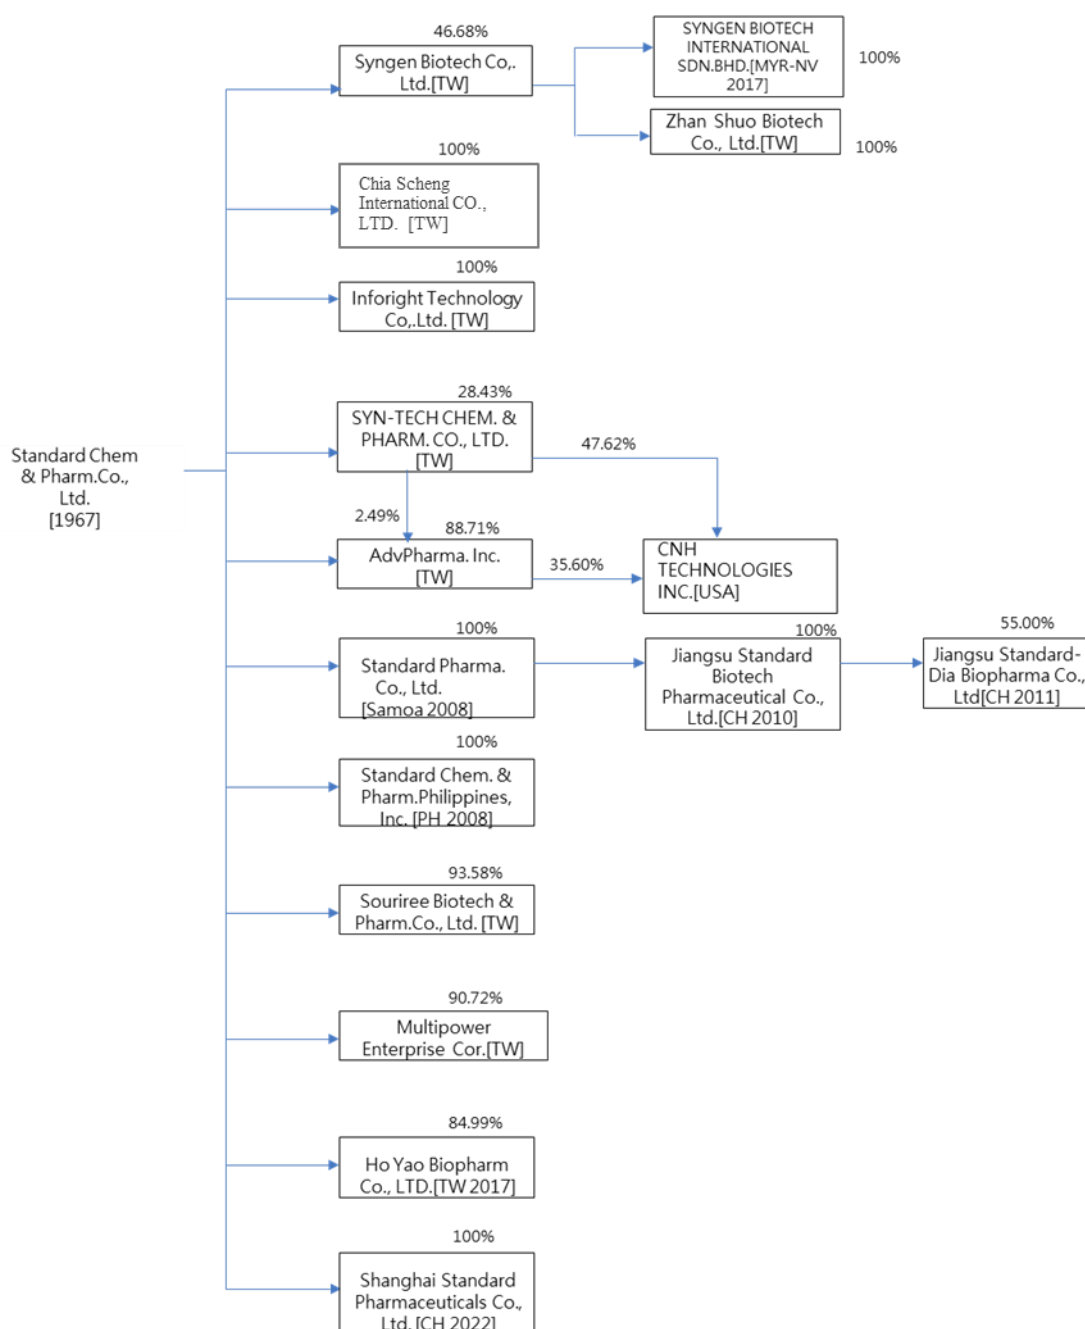 46.68%
Syngen Biotech Co,.
Ltd.[TW]
SYNGEN BIOTECH
INTERNATIONAL
SDN.BHD.[MYR-NV
2017]
100%
Zhan Shuo Biotech
Co., Ltd.[TW]
100%
100%
Chia Scheng
International CO.,
LTD. [TW]
100%
Inforight Technology
Co,.Ltd. [TW]
Standard Chem
& Pharm.Co.,
Ltd.
[1967]
28.43%
SYN-TECH CHEM. &
PHARM. CO., LTD.
[TW]
47.62%
2.49%
88.71%
AdvPharma. Inc.
[TW]
35.60%
CNH
TECHNOLOGIES
INC.[USA]
100%
Standard Pharma.
Co., Ltd.
[Samoa 2008]
100%
Jiangsu Standard
Biotech
Pharmaceutical Co.,
Ltd.[CH 2010]
55.00%
Jiangsu Standard-
Dia Biopharma Co.,
Ltd[CH 2011]
100%
Standard Chem. &
Pharm.Philippines,
Inc. [PH 2008]
93.58%
Souriree Biotech &
Pharm.Co., Ltd. [TW]
90.72%
Multipower
Enterprise Cor.[TW]
84.99%
Ho Yao Biopharm
Co., LTD.[TW 2017]
100%
Shanghai Standard
Pharmaceuticals Co.,
Ltd. [CH 2022]